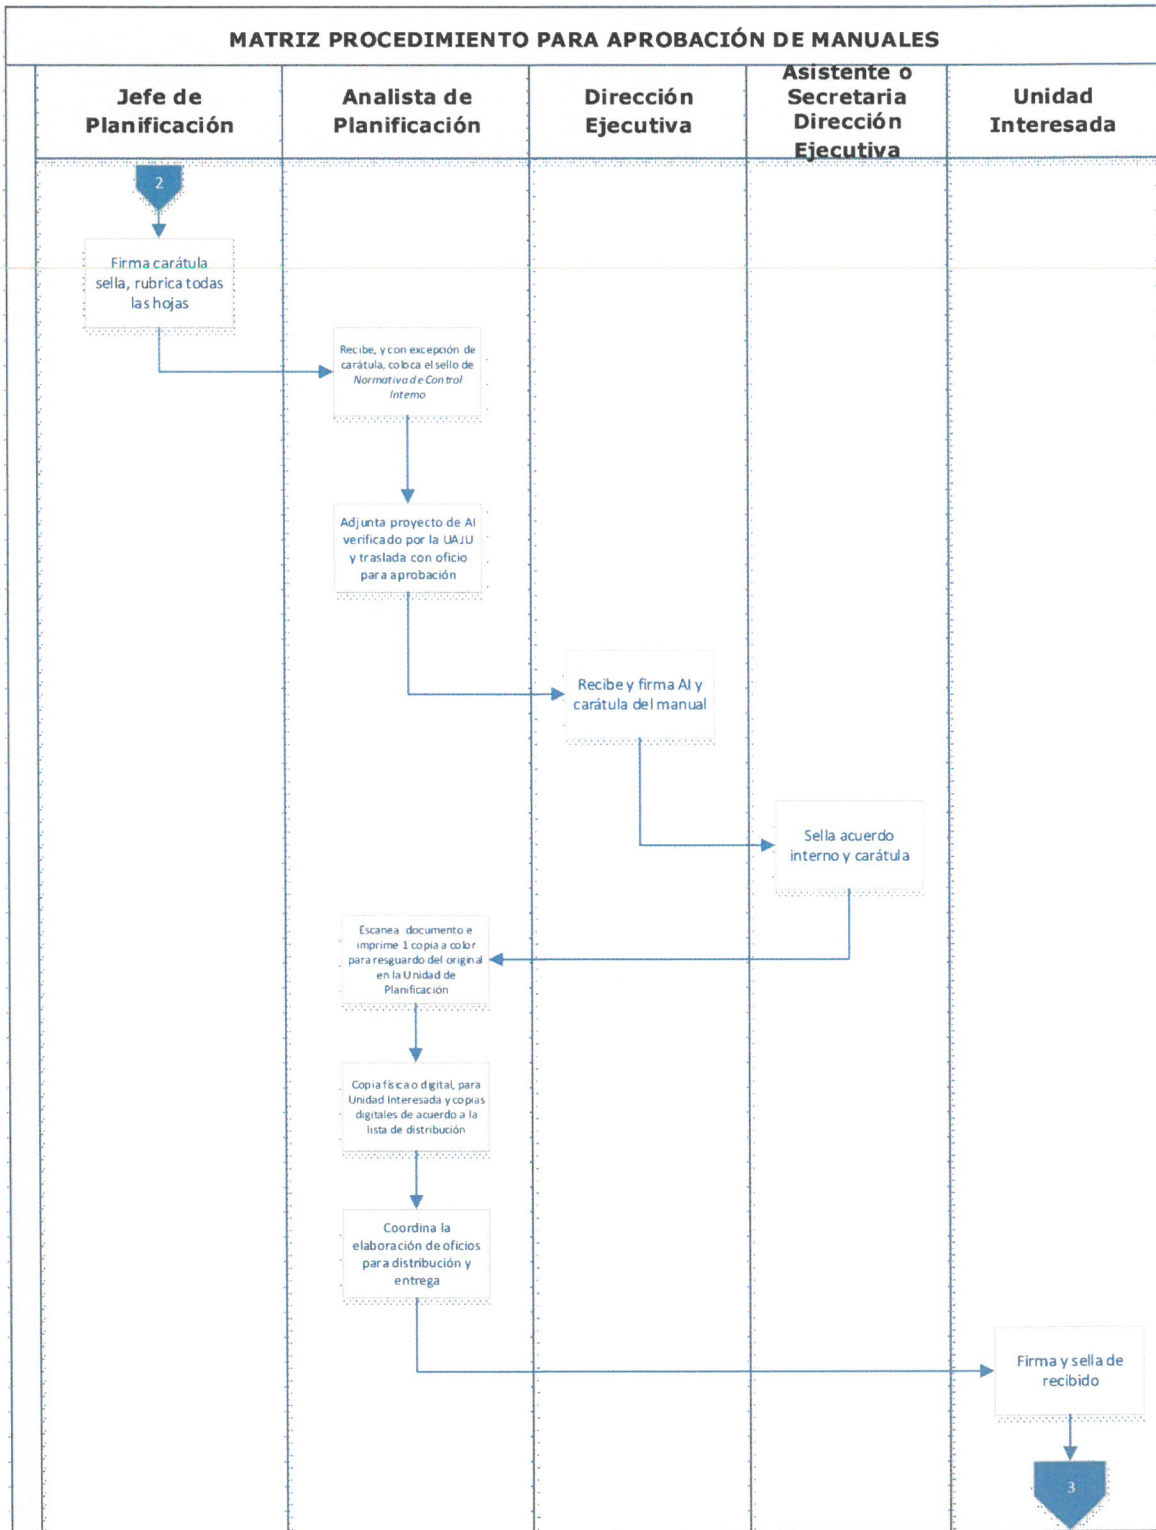 MATRIZ PROCEDIMIENTO PARA APROBACIÓN DE MANUALES
Jefe de
Planificación
Analista de
Planificación
Dirección
Ejecutiva
Asistente o
Secretaria
Dirección
Ejecutiva
Unidad
Interesada
2
Firma carátula
sella, rubrica todas
las hojas
Recibe, y con excepción de
carátula, coloca el sello de
Normativa de Control
Interno
Adjunta proyecto de AI
verificado por la UAJU
y traslada con oficio
para aprobación
Recibe y firma AI y
carátula del manual
Sella acuerdo
interno y carátula
Escanea documento e
imprime 1 copia a color
para resguardo del original
en la Unidad de
Planificación
Copia física o digital, para
Unidad Interesada y copias
digitales de acuerdo a la
lista de distribución
Coordina la
elaboración de oficios
para distribución y
entrega
Firma y sella de
recibido
3